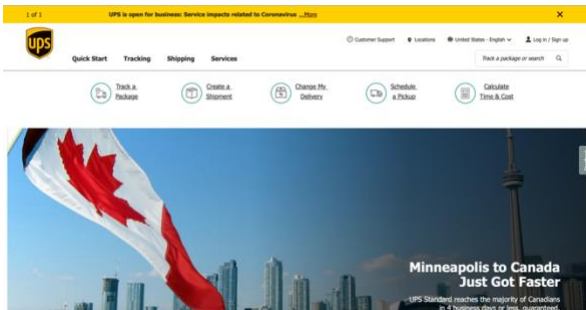 1 of 1
UPS is open for business: Service impacts related to Coronavirus ...More
ups
Customer Support
Locations
United States - English
Log in / Sign up
Quick Start
Tracking
Shipping
Services
Track a package or search
Track a
Package
Create a
Shipment
Change My
Delivery
Schedule
a Pickup
Calculate
Time & Cost
Minneapolis to Canada
Just Got Faster
UPS Standard reaches the majority of Canadians
in 4 business days or less, guaranteed.